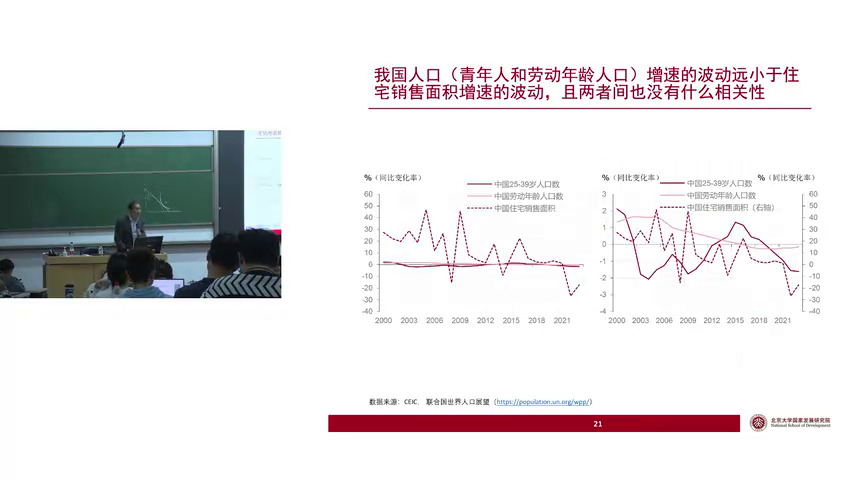 我国人口（青年人和劳动年龄人口）增速的波动远小于住
宅销售面积增速的波动，且两者间也没有什么相关性
%（同比变化率）
中国25-39岁人口数
中国劳动年龄人口数
中国住宅销售面积
60
50
40
30
20
10
0
-10
-20
-30
-40
2000 2003 2006 2009 2012 2015 2018 2021
%（同比变化率） %（同比变化率）
中国25-39岁人口数
中国劳动年龄人口数
中国住宅销售面积（右轴）
3
2
1
0
-1
-2
-3
-4
60
50
40
30
20
10
0
-10
-20
-30
-40
2000 2003 2006 2009 2012 2015 2018 2021
数据来源：CEIC， 联合国世界人口展望（https://population.un.org/wpp/）
21
北京大学国家发展研究院
National School of Development